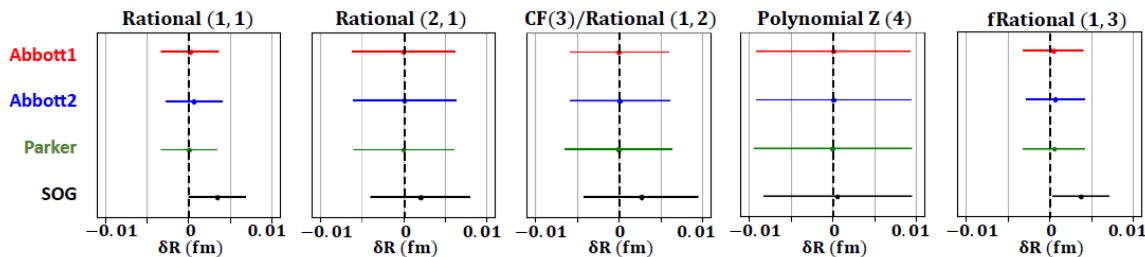 Rational (1, 1) Rational (2, 1) CF(3)/Rational (1, 2) Polynomial Z (4) fRational (1, 3)
Abbott1
Abbott2
Parker
SOG
−0.01 0 0.01 −0.01 0 0.01 −0.01 0 0.01 −0.01 0 0.01 −0.01 0 0.01
δR (fm) δR (fm) δR (fm) δR (fm) δR (fm)